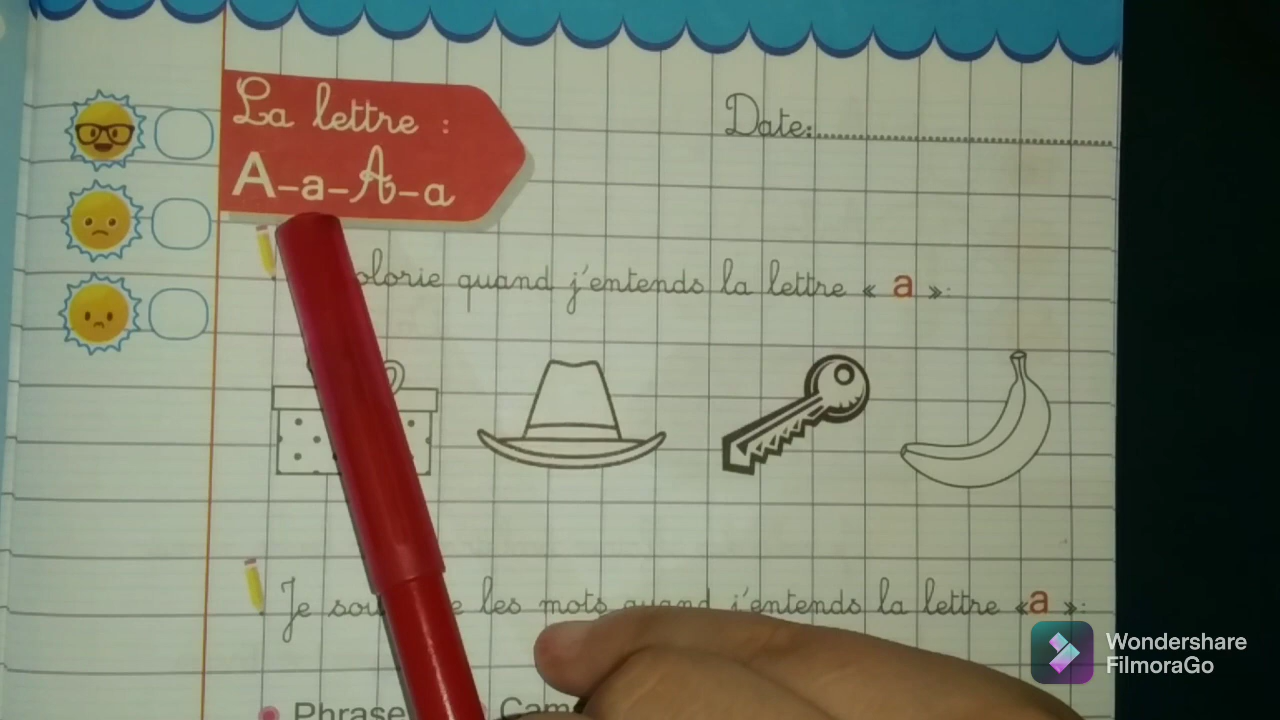 La lettre :
A-a-A-a
Date:
olorie quand j'entends la lettre « a »:
Je sou e les mots quand j'entends la lettre «a »:
Phrase Cam
Wondershare
FilmoraGo